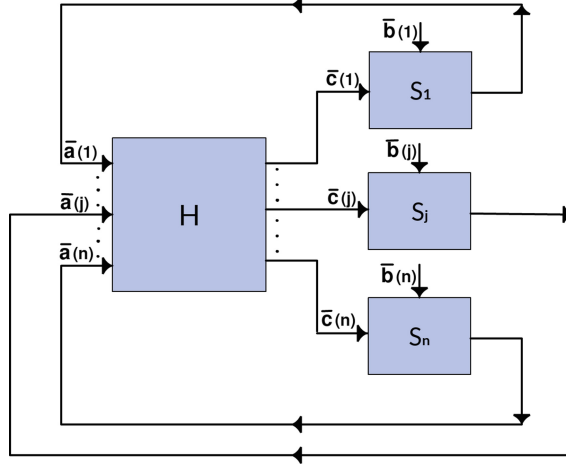 b̄(1)
c̄(1)
S₁
ā(1)
b̄(j)
ā(j)
H
c̄(j)
Sⱼ
ā(n)
b̄(n)
c̄(n)
Sₙ